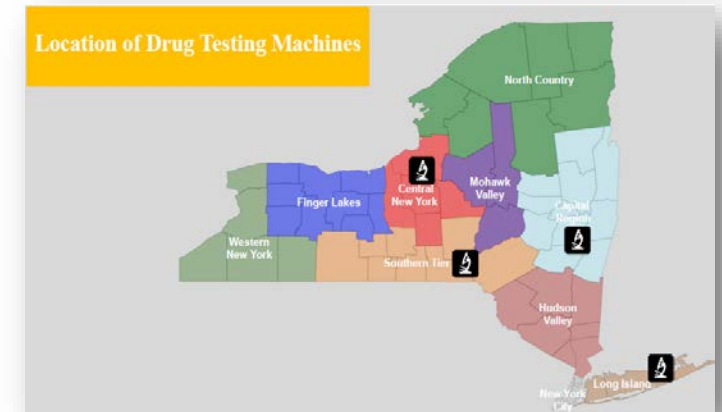 Location of Drug Testing Machines
North Country
Central
New York
Mohawk
Valley
Finger Lakes
Capital
Region
Western
New York
Southern Tier
Hudson
Valley
Long Island
New York
City